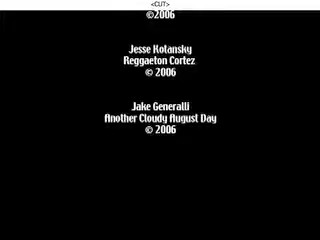 <CUT>
©2006
Jesse Kotansky
Reggaeton Cortez
© 2006
Jake Generalli
Another Cloudy August Day
© 2006